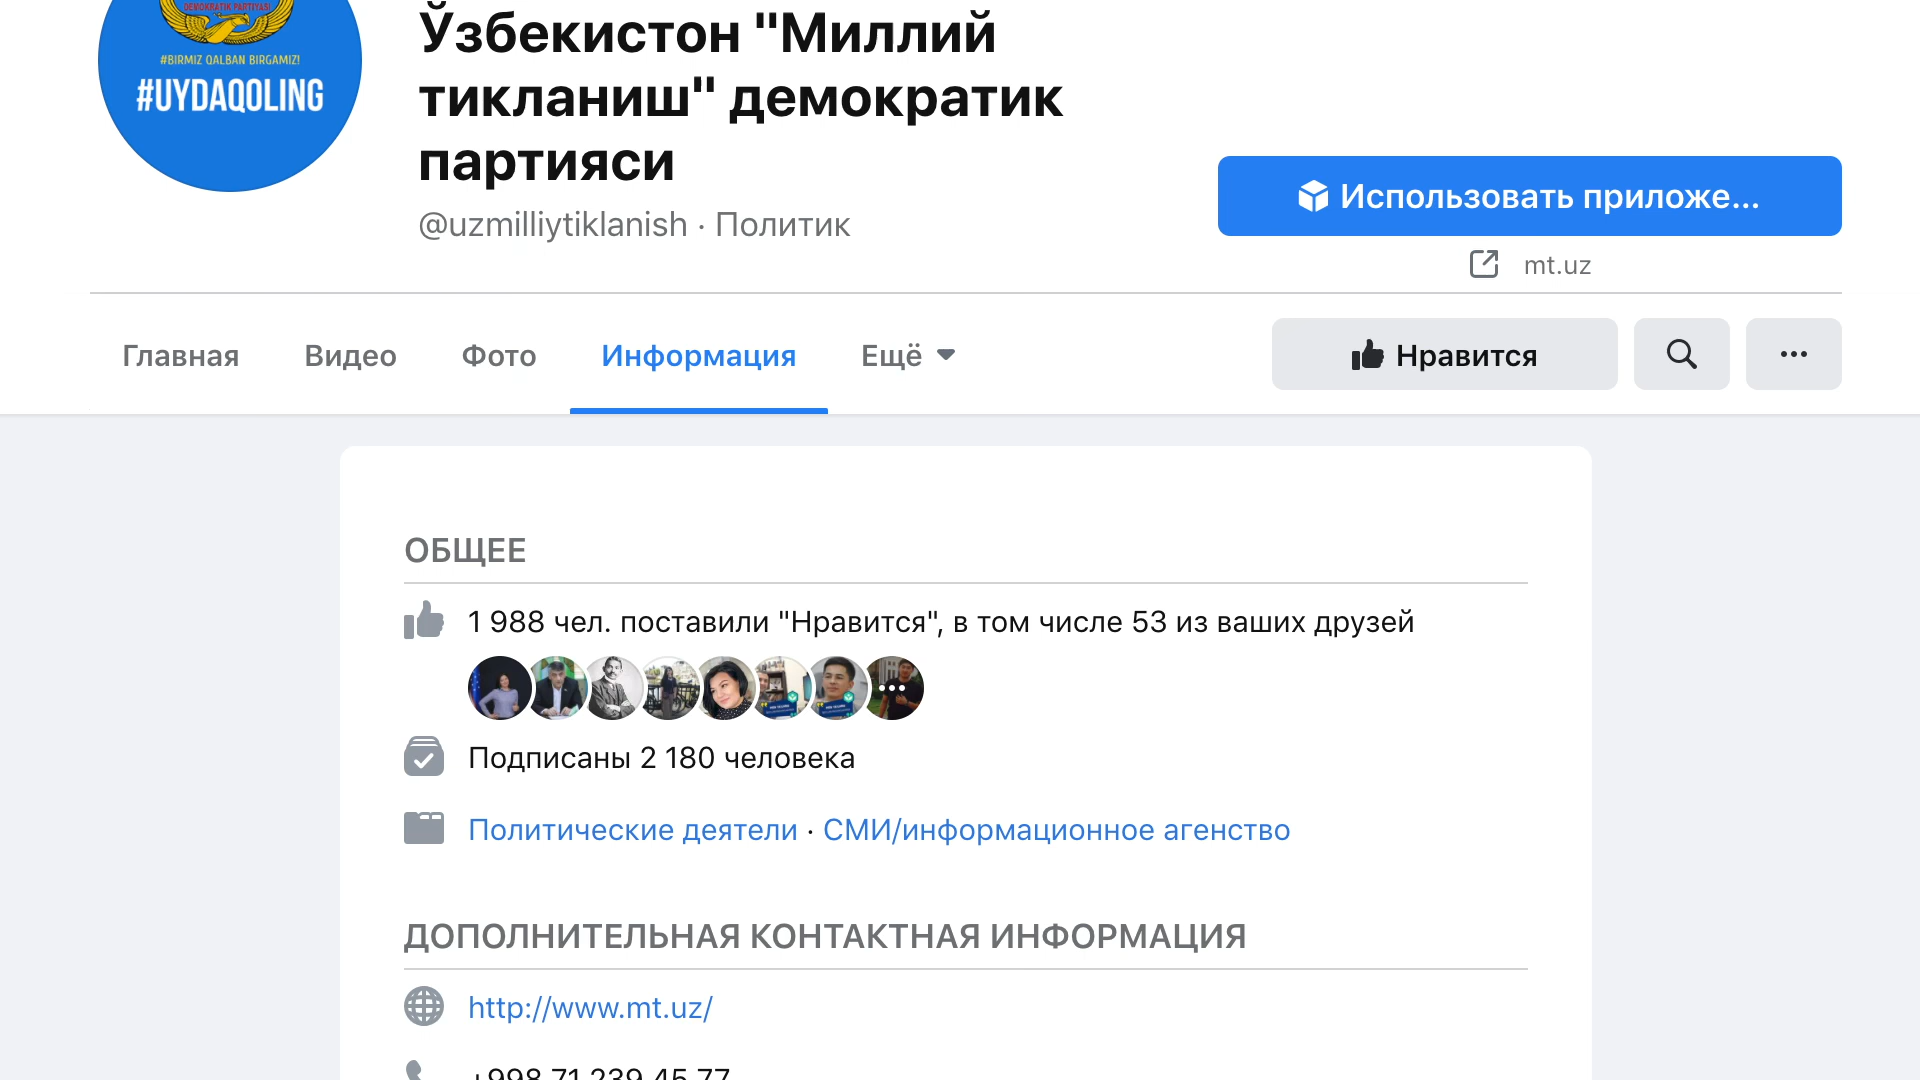 DEMOKRATIK PARTIYASI
#BIRMIZ QALBAN BIRGAMIZ!
#UYDAQOLING
Ўзбекистон "Миллий
тикланиш" демократик
партияси
@uzmilliytiklanish · Политик
Использовать приложе...
mt.uz
Главная Видео Фото Информация Ещё
Нравится
ОБЩЕЕ
1 988 чел. поставили "Нравится", в том числе 53 из ваших друзей
Подписаны 2 180 человека
Политические деятели · СМИ/информационное агенство
ДОПОЛНИТЕЛЬНАЯ КОНТАКТНАЯ ИНФОРМАЦИЯ
http://www.mt.uz/
+998 71 239 45 77